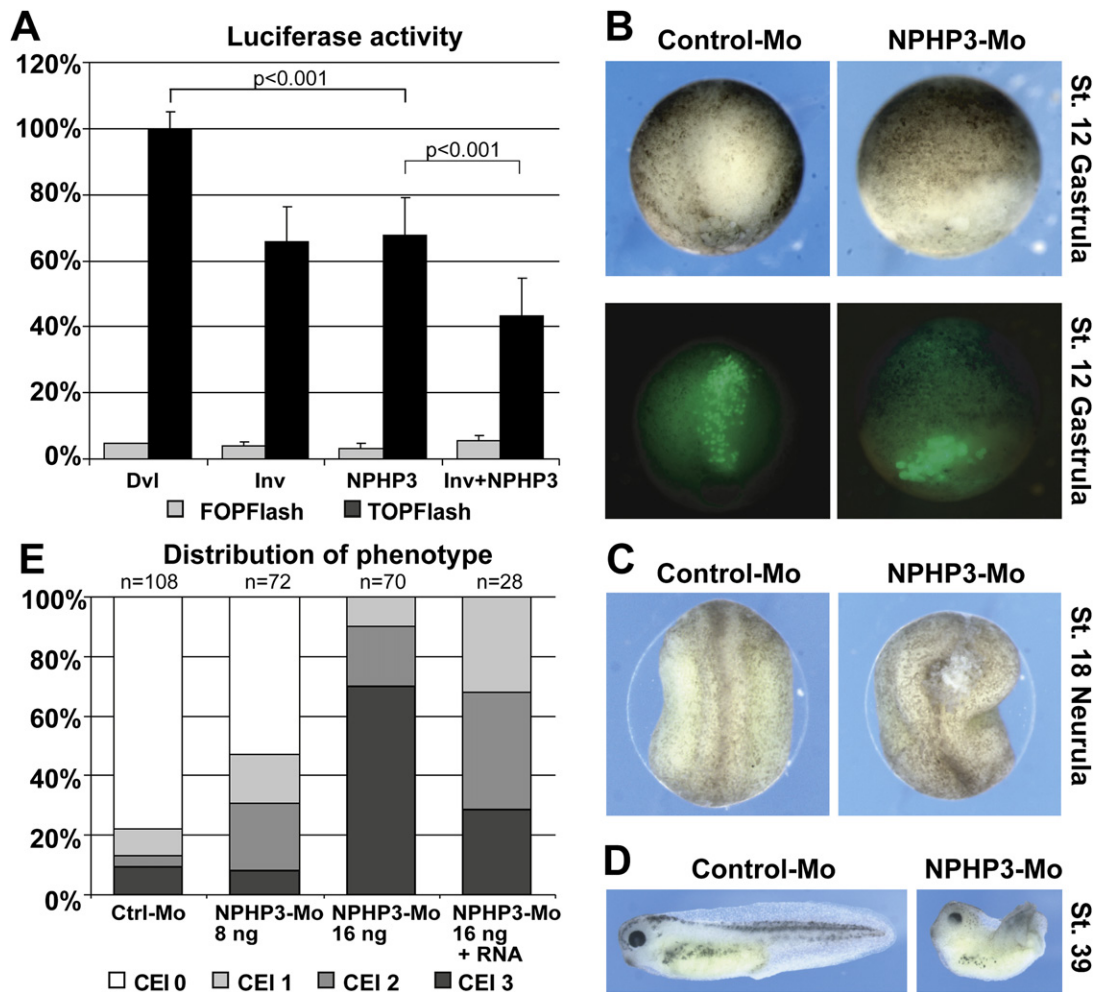 A
Luciferase activity
120%
100%
80%
60%
40%
20%
0%
p<0.001
p<0.001
Dvl
Inv
NPHP3
Inv+NPHP3
FOPFlash
TOPFlash
B
Control-Mo
NPHP3-Mo
St. 12 Gastrula
St. 12 Gastrula
C
Control-Mo
NPHP3-Mo
St. 18 Neurula
D
Control-Mo
NPHP3-Mo
St. 39
E
Distribution of phenotype
n=108
n=72
n=70
n=28
100%
80%
60%
40%
20%
0%
Ctrl-Mo
NPHP3-Mo
8 ng
NPHP3-Mo
16 ng
NPHP3-Mo
16 ng
+ RNA
CEI 0
CEI 1
CEI 2
CEI 3